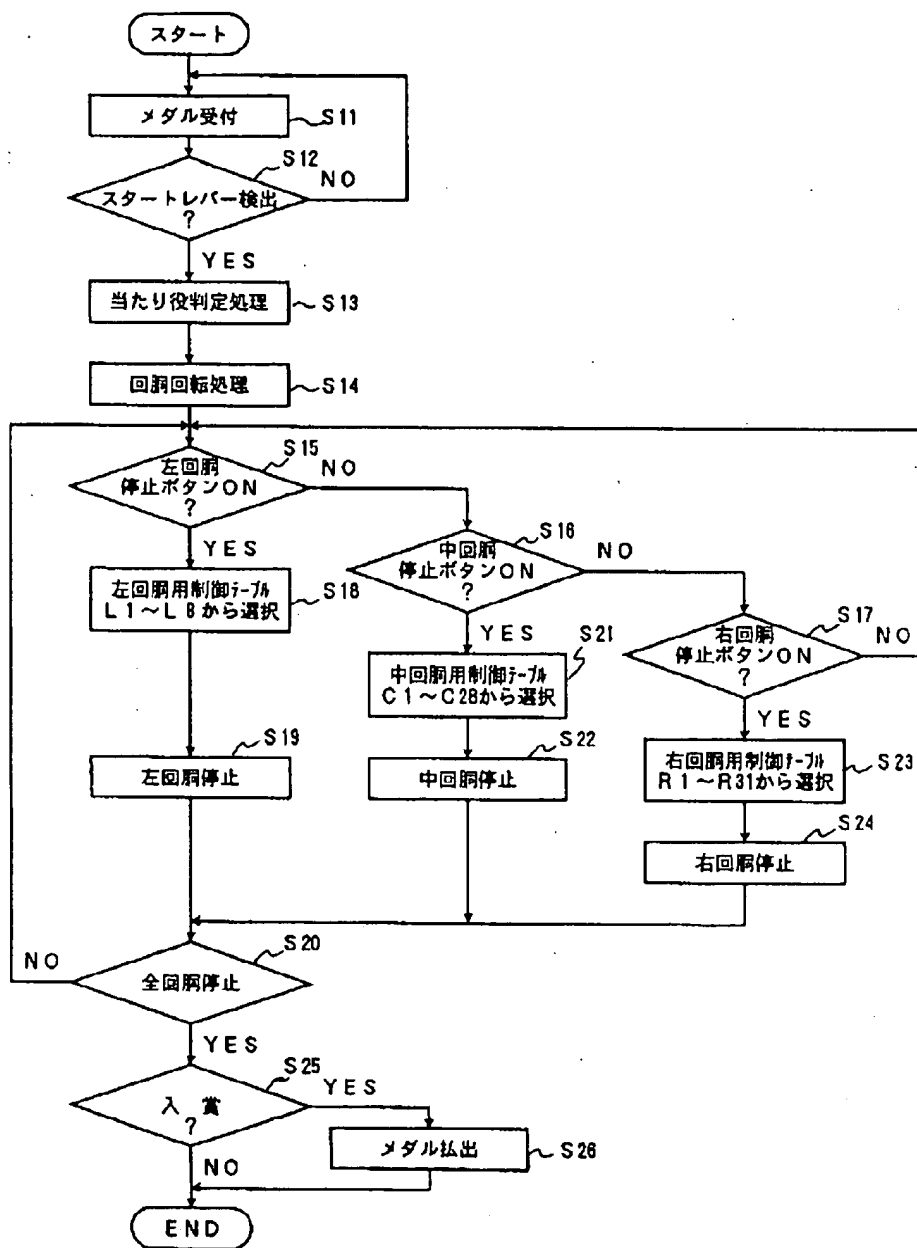 スタート
メダル受付
S11
S12
スタートレバー検出
?
NO
YES
当たり役判定処理
S13
回胴回転処理
S14
左回胴
停止ボタンON
?
S15
NO
YES
中回胴
停止ボタンON
?
S16
NO
YES
右回胴
停止ボタンON
?
S17
NO
YES
左回胴用制御テーブル
L1~L8から選択
S18
中回胴用制御テーブル
C1~C28から選択
S21
右回胴用制御テーブル
R1~R31から選択
S23
左回胴停止
S19
中回胴停止
S22
右回胴停止
S24
全回胴停止
S20
NO
YES
入 賞
?
S25
YES
NO
メダル払出
S26
END